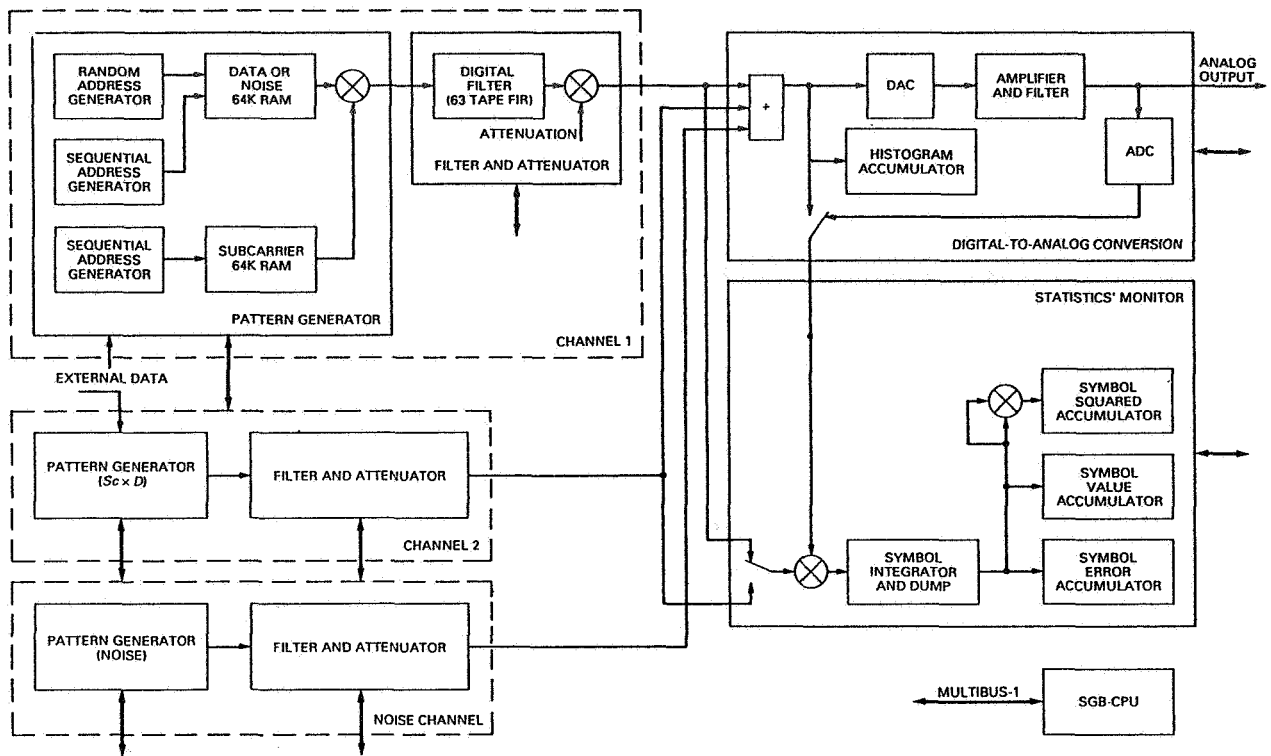 RANDOM
ADDRESS
GENERATOR
DATA OR
NOISE
64K RAM
SEQUENTIAL
ADDRESS
GENERATOR
SEQUENTIAL
ADDRESS
GENERATOR
SUBCARRIER
64K RAM
PATTERN GENERATOR
DIGITAL
FILTER
(63 TAPE FIR)
ATTENUATION
FILTER AND ATTENUATOR
CHANNEL 1
+
DAC
AMPLIFIER
AND FILTER
ANALOG
OUTPUT
HISTOGRAM
ACCUMULATOR
ADC
DIGITAL-TO-ANALOG CONVERSION
EXTERNAL DATA
PATTERN GENERATOR
(Sc × D)
FILTER AND ATTENUATOR
CHANNEL 2
PATTERN GENERATOR
(NOISE)
FILTER AND ATTENUATOR
NOISE CHANNEL
STATISTICS' MONITOR
SYMBOL
SQUARED
ACCUMULATOR
SYMBOL
VALUE
ACCUMULATOR
SYMBOL
INTEGRATOR
AND DUMP
SYMBOL
ERROR
ACCUMULATOR
MULTIBUS-1
SGB-CPU